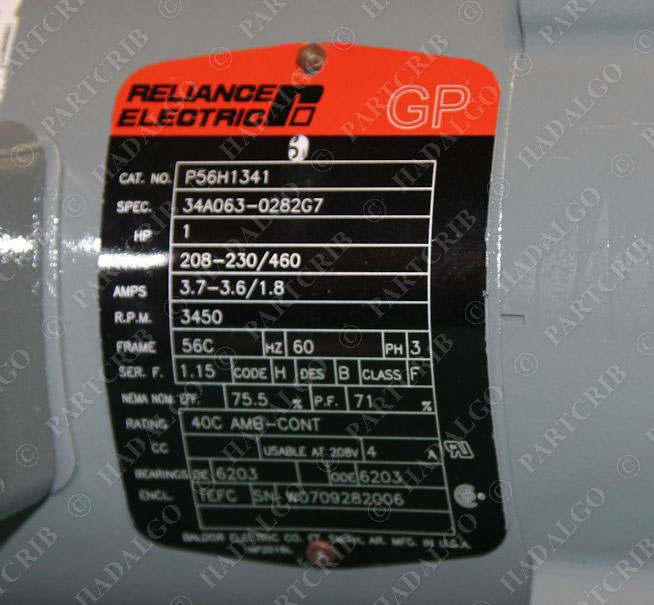 RELIANCE
ELECTRIC
GP
CAT. NO. P56H1341
SPEC. 34A063-0282G7
HP 1
208-230/460
AMPS 3.7-3.6/1.8
R.P.M. 3450
FRAME 56C HZ 60 PH 3
SER. F. 1.15 CODE H DES B CLASS F
NEMA NOM. EFF. 75.5 % P.F. 71 %
RATING 40C AMB-CONT
CC USABLE AT 208V 4 A
BEARINGS DE 6203 ODE 6203
ENCL. TEFC SN W0709282006
BALDOR ELECTRIC CO. FT. SMITH, AR. MFG. IN U.S.A.
© PARTCRIB
© HADALGO